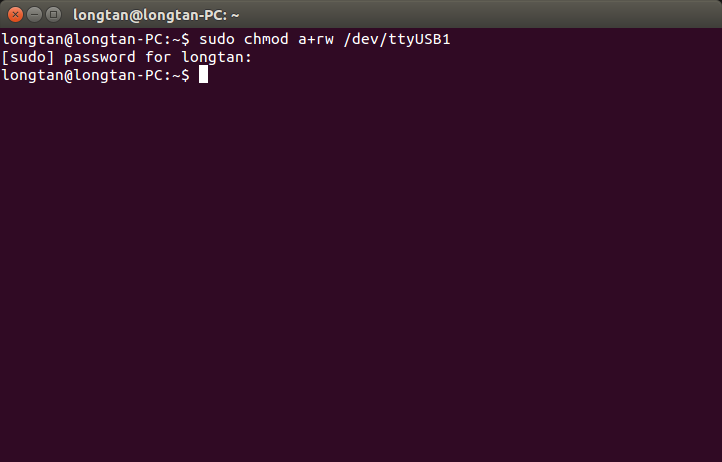 longtan@longtan-PC: ~
longtan@longtan-PC:~$ sudo chmod a+rw /dev/ttyUSB1
[sudo] password for longtan:
longtan@longtan-PC:~$